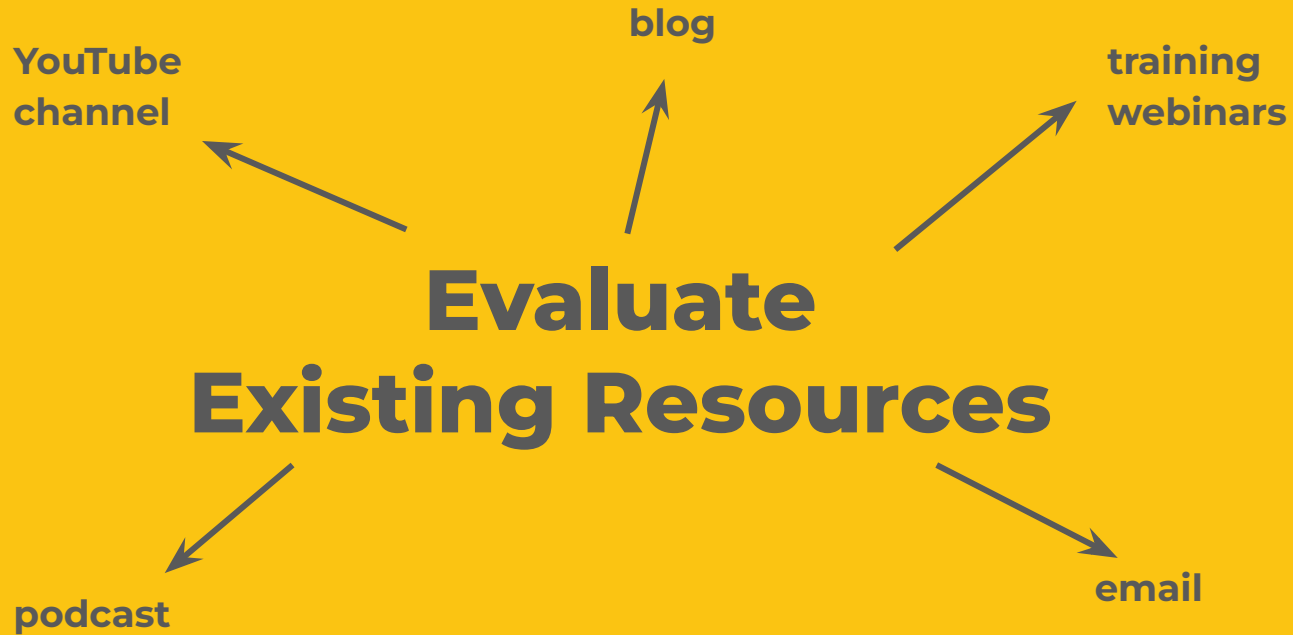 blog
YouTube
channel
training
webinars
Evaluate
Existing Resources
podcast
email